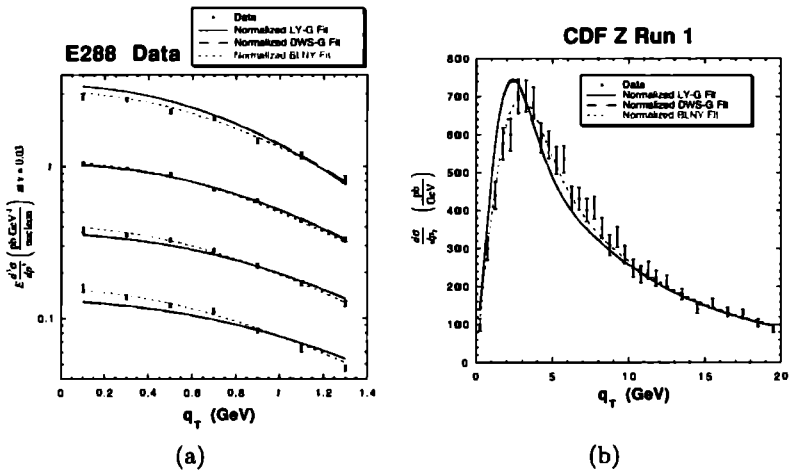 Data
Normalized LY-G Fit
Normalized DWS-G Fit
Normalized BLNY Fit
E288 Data
1
0.1
0 0.2 0.4 0.6 0.8 1 1.2 1.4
q_T (GeV)
(a)
CDF Z Run 1
Data
Normalized LY-G Fit
Normalized DWS-G Fit
Normalized BLNY Fit
800
700
600
500
400
300
200
100
0
dσ/dp_T (pb/GeV)
0 5 10 15 20
q_T (GeV)
(b)